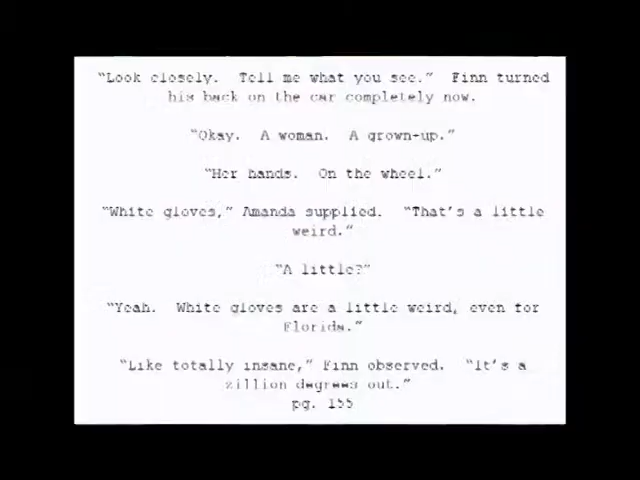 “Look closely.  Tell me what you see.”  Finn turned
his back on the car completely now.
“Okay.  A woman.  A grown-up.”
“Her hands.  On the wheel.”
“White gloves,” Amanda supplied.  “That’s a little
weird.”
“A little?”
“Yeah.  White gloves are a little weird, even for
Florida.”
“Like totally insane,” Finn observed.  “It’s a
zillion degrees out.”
pg. 155